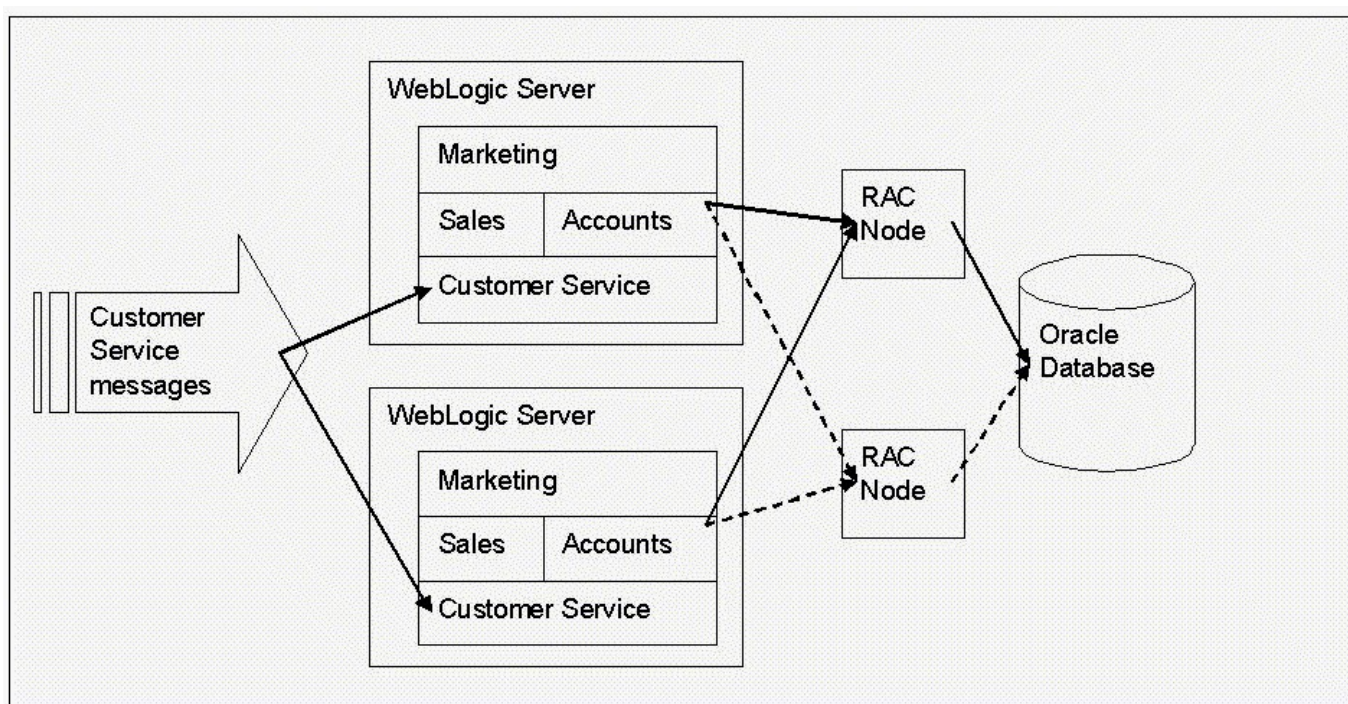 Customer
Service
messages
WebLogic Server
Marketing
Sales
Accounts
Customer Service
WebLogic Server
Marketing
Sales
Accounts
Customer Service
RAC
Node
RAC
Node
Oracle
Database